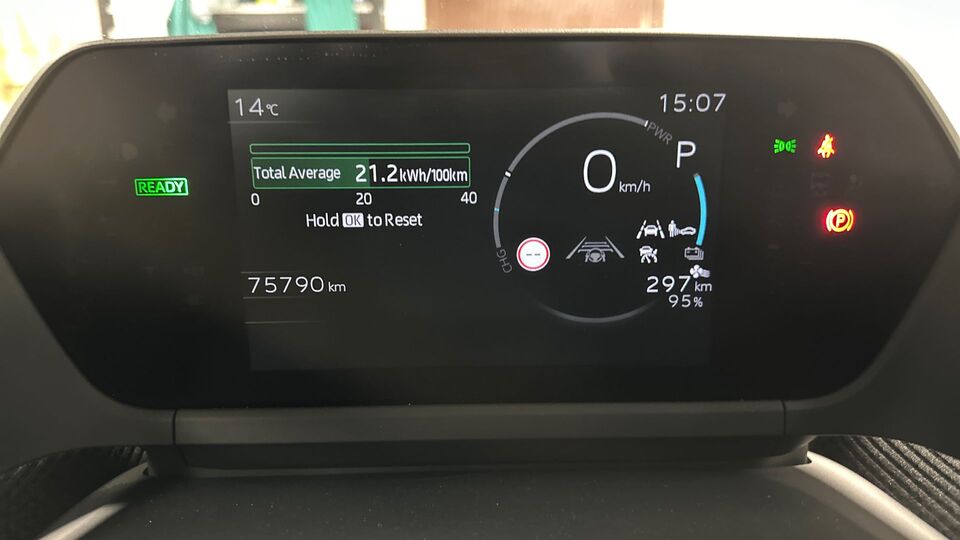 14°C
15:07
PWR
Total Average 21.2 kWh/100km
0 20 40
Hold OK to Reset
READY
0 km/h
P
P
CHG
--
75790 km
297 km
95%